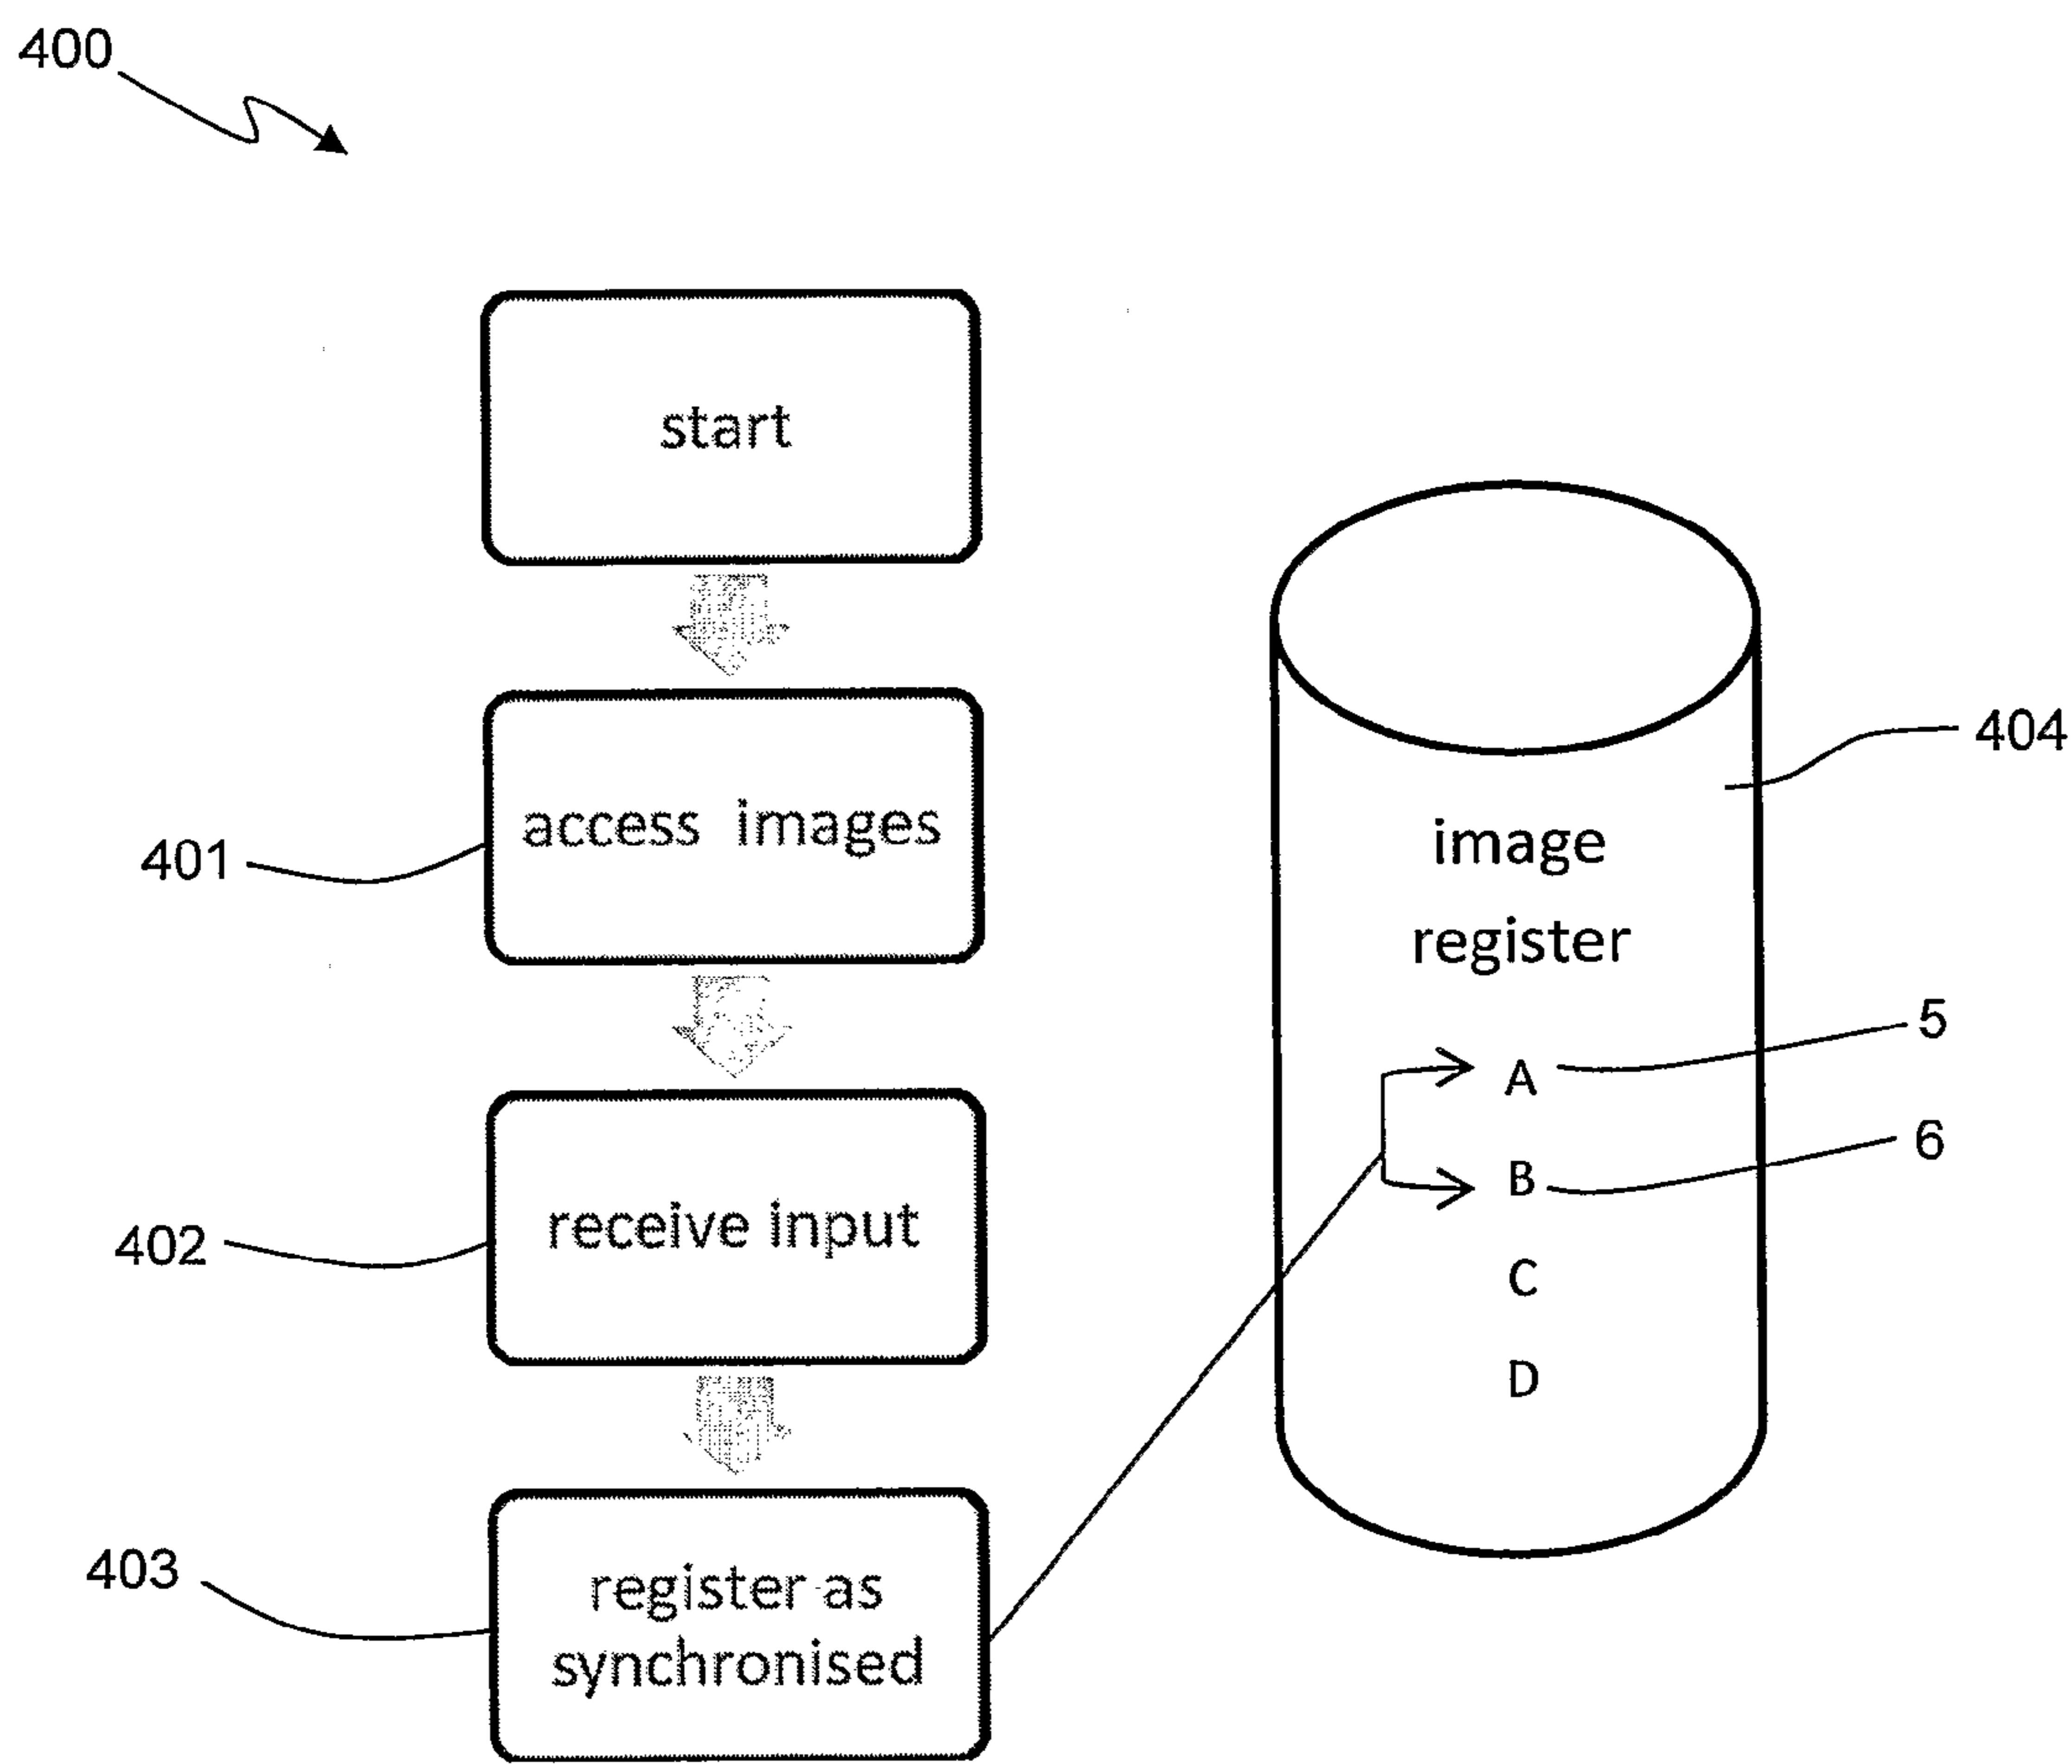 400
start
404
access images
401
image
register
5
A
6
B
receive input
402
C
D
403
register as
synchronised